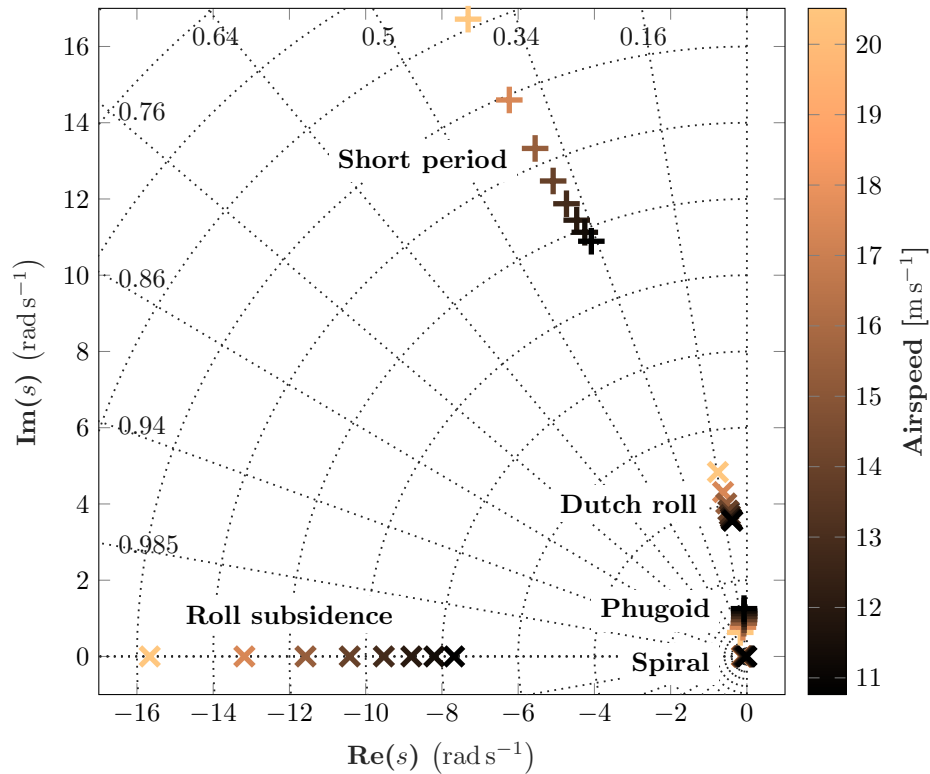 0.64 0.5 0.34 0.16
0.76
0.86
0.94
0.985
Short period
Dutch roll
Phugoid
Spiral
Roll subsidence
16
14
12
10
8
6
4
2
0
Im(s) (rad s⁻¹)
−16 −14 −12 −10 −8 −6 −4 −2 0
Re(s) (rad s⁻¹)
20
19
18
17
16
15
14
13
12
11
Airspeed [m s⁻¹]